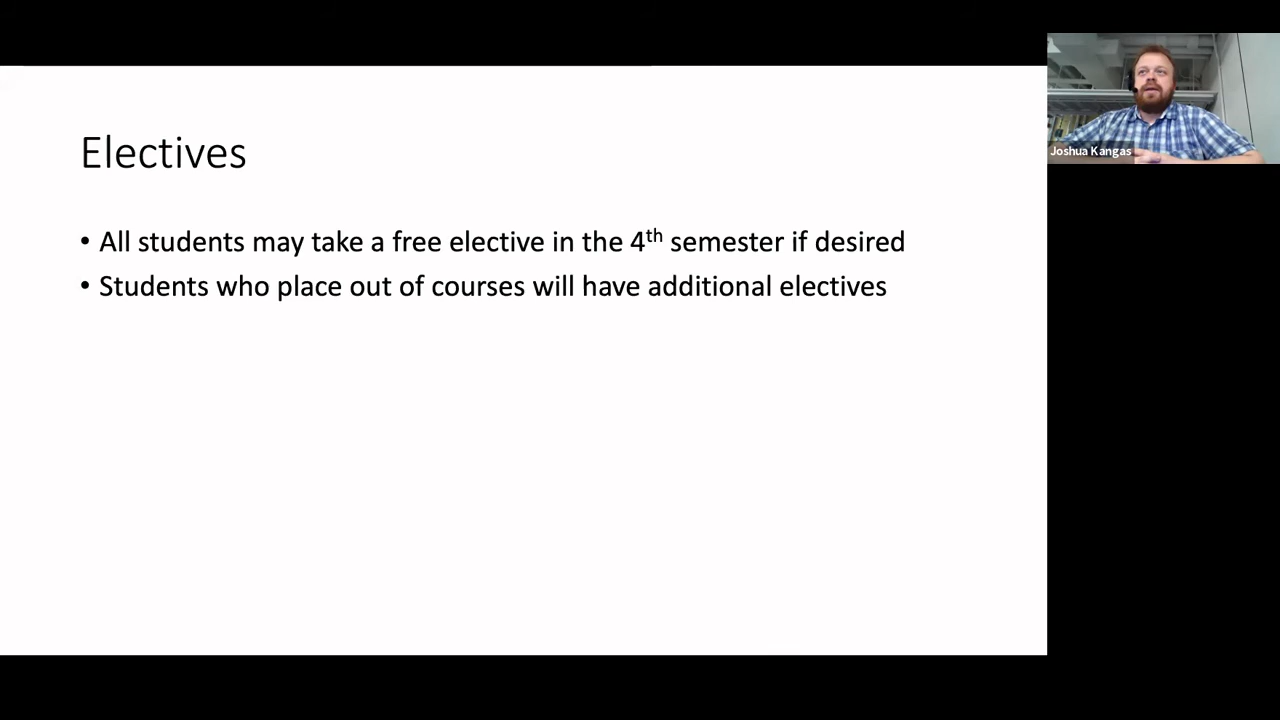 Electives
• All students may take a free elective in the 4th semester if desired
• Students who place out of courses will have additional electives
Joshua Kangas